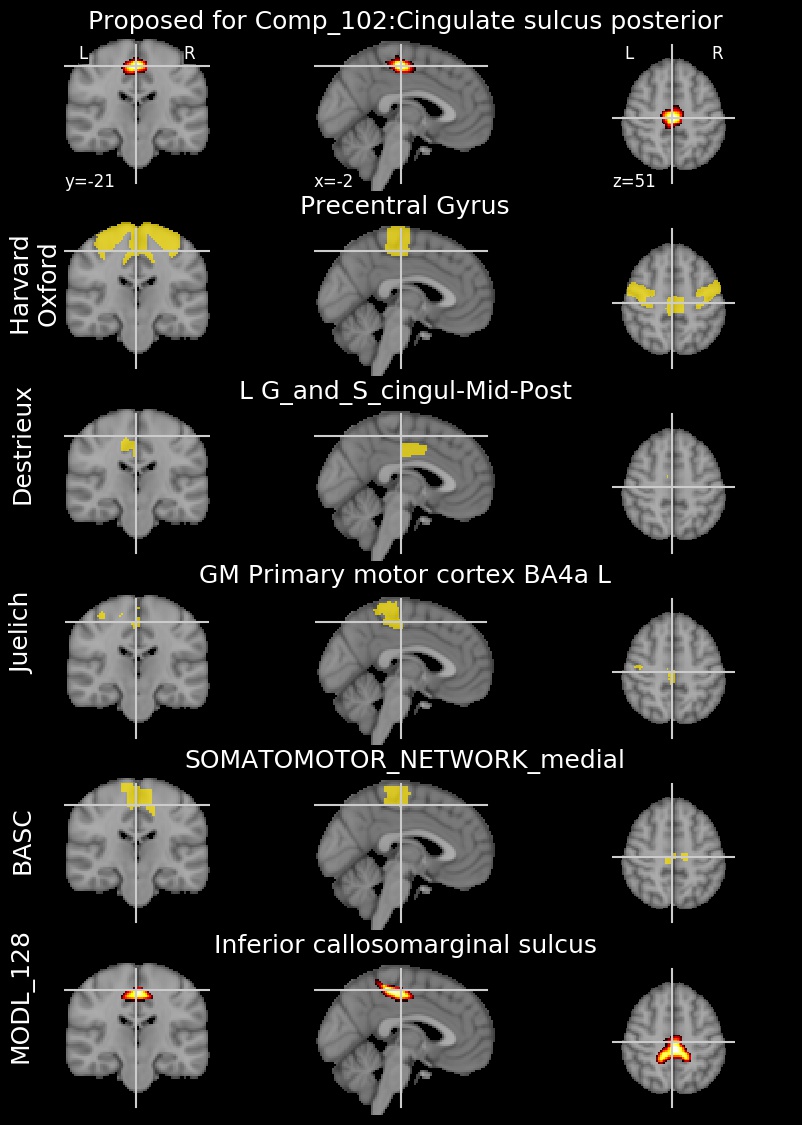 Proposed for Comp_102:Cingulate sulcus posterior
L R L R
y=-21 x=-2 z=51
Precentral Gyrus
Harvard
Oxford
L G_and_S_cingul-Mid-Post
Destrieux
GM Primary motor cortex BA4a L
Juelich
SOMATOMOTOR_NETWORK_medial
BASC
Inferior callosomarginal sulcus
MODL_128